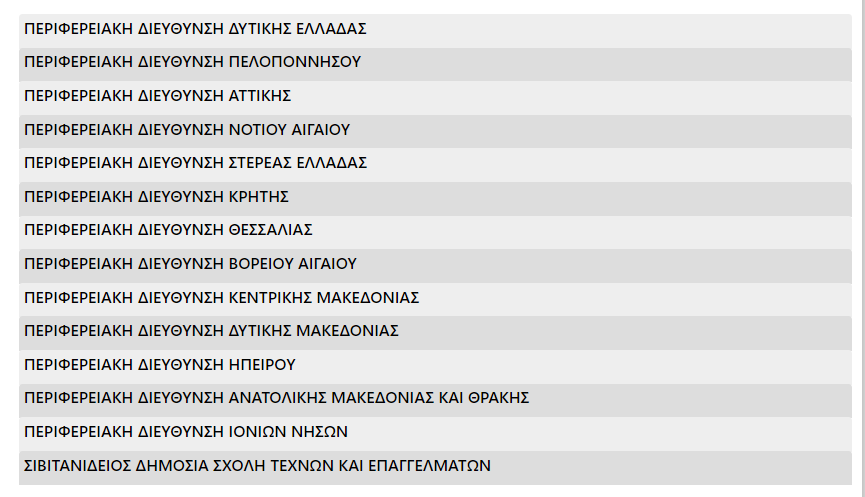 ΠΕΡΙΦΕΡΕΙΑΚΗ ΔΙΕΥΘΥΝΣΗ ΔΥΤΙΚΗΣ ΕΛΛΑΔΑΣ
ΠΕΡΙΦΕΡΕΙΑΚΗ ΔΙΕΥΘΥΝΣΗ ΠΕΛΟΠΟΝΝΗΣΟΥ
ΠΕΡΙΦΕΡΕΙΑΚΗ ΔΙΕΥΘΥΝΣΗ ΑΤΤΙΚΗΣ
ΠΕΡΙΦΕΡΕΙΑΚΗ ΔΙΕΥΘΥΝΣΗ ΝΟΤΙΟΥ ΑΙΓΑΙΟΥ
ΠΕΡΙΦΕΡΕΙΑΚΗ ΔΙΕΥΘΥΝΣΗ ΣΤΕΡΕΑΣ ΕΛΛΑΔΑΣ
ΠΕΡΙΦΕΡΕΙΑΚΗ ΔΙΕΥΘΥΝΣΗ ΚΡΗΤΗΣ
ΠΕΡΙΦΕΡΕΙΑΚΗ ΔΙΕΥΘΥΝΣΗ ΘΕΣΣΑΛΙΑΣ
ΠΕΡΙΦΕΡΕΙΑΚΗ ΔΙΕΥΘΥΝΣΗ ΒΟΡΕΙΟΥ ΑΙΓΑΙΟΥ
ΠΕΡΙΦΕΡΕΙΑΚΗ ΔΙΕΥΘΥΝΣΗ ΚΕΝΤΡΙΚΗΣ ΜΑΚΕΔΟΝΙΑΣ
ΠΕΡΙΦΕΡΕΙΑΚΗ ΔΙΕΥΘΥΝΣΗ ΔΥΤΙΚΗΣ ΜΑΚΕΔΟΝΙΑΣ
ΠΕΡΙΦΕΡΕΙΑΚΗ ΔΙΕΥΘΥΝΣΗ ΗΠΕΙΡΟΥ
ΠΕΡΙΦΕΡΕΙΑΚΗ ΔΙΕΥΘΥΝΣΗ ΑΝΑΤΟΛΙΚΗΣ ΜΑΚΕΔΟΝΙΑΣ ΚΑΙ ΘΡΑΚΗΣ
ΠΕΡΙΦΕΡΕΙΑΚΗ ΔΙΕΥΘΥΝΣΗ ΙΟΝΙΩΝ ΝΗΣΩΝ
ΣΙΒΙΤΑΝΙΔΕΙΟΣ ΔΗΜΟΣΙΑ ΣΧΟΛΗ ΤΕΧΝΩΝ ΚΑΙ ΕΠΑΓΓΕΛΜΑΤΩΝ